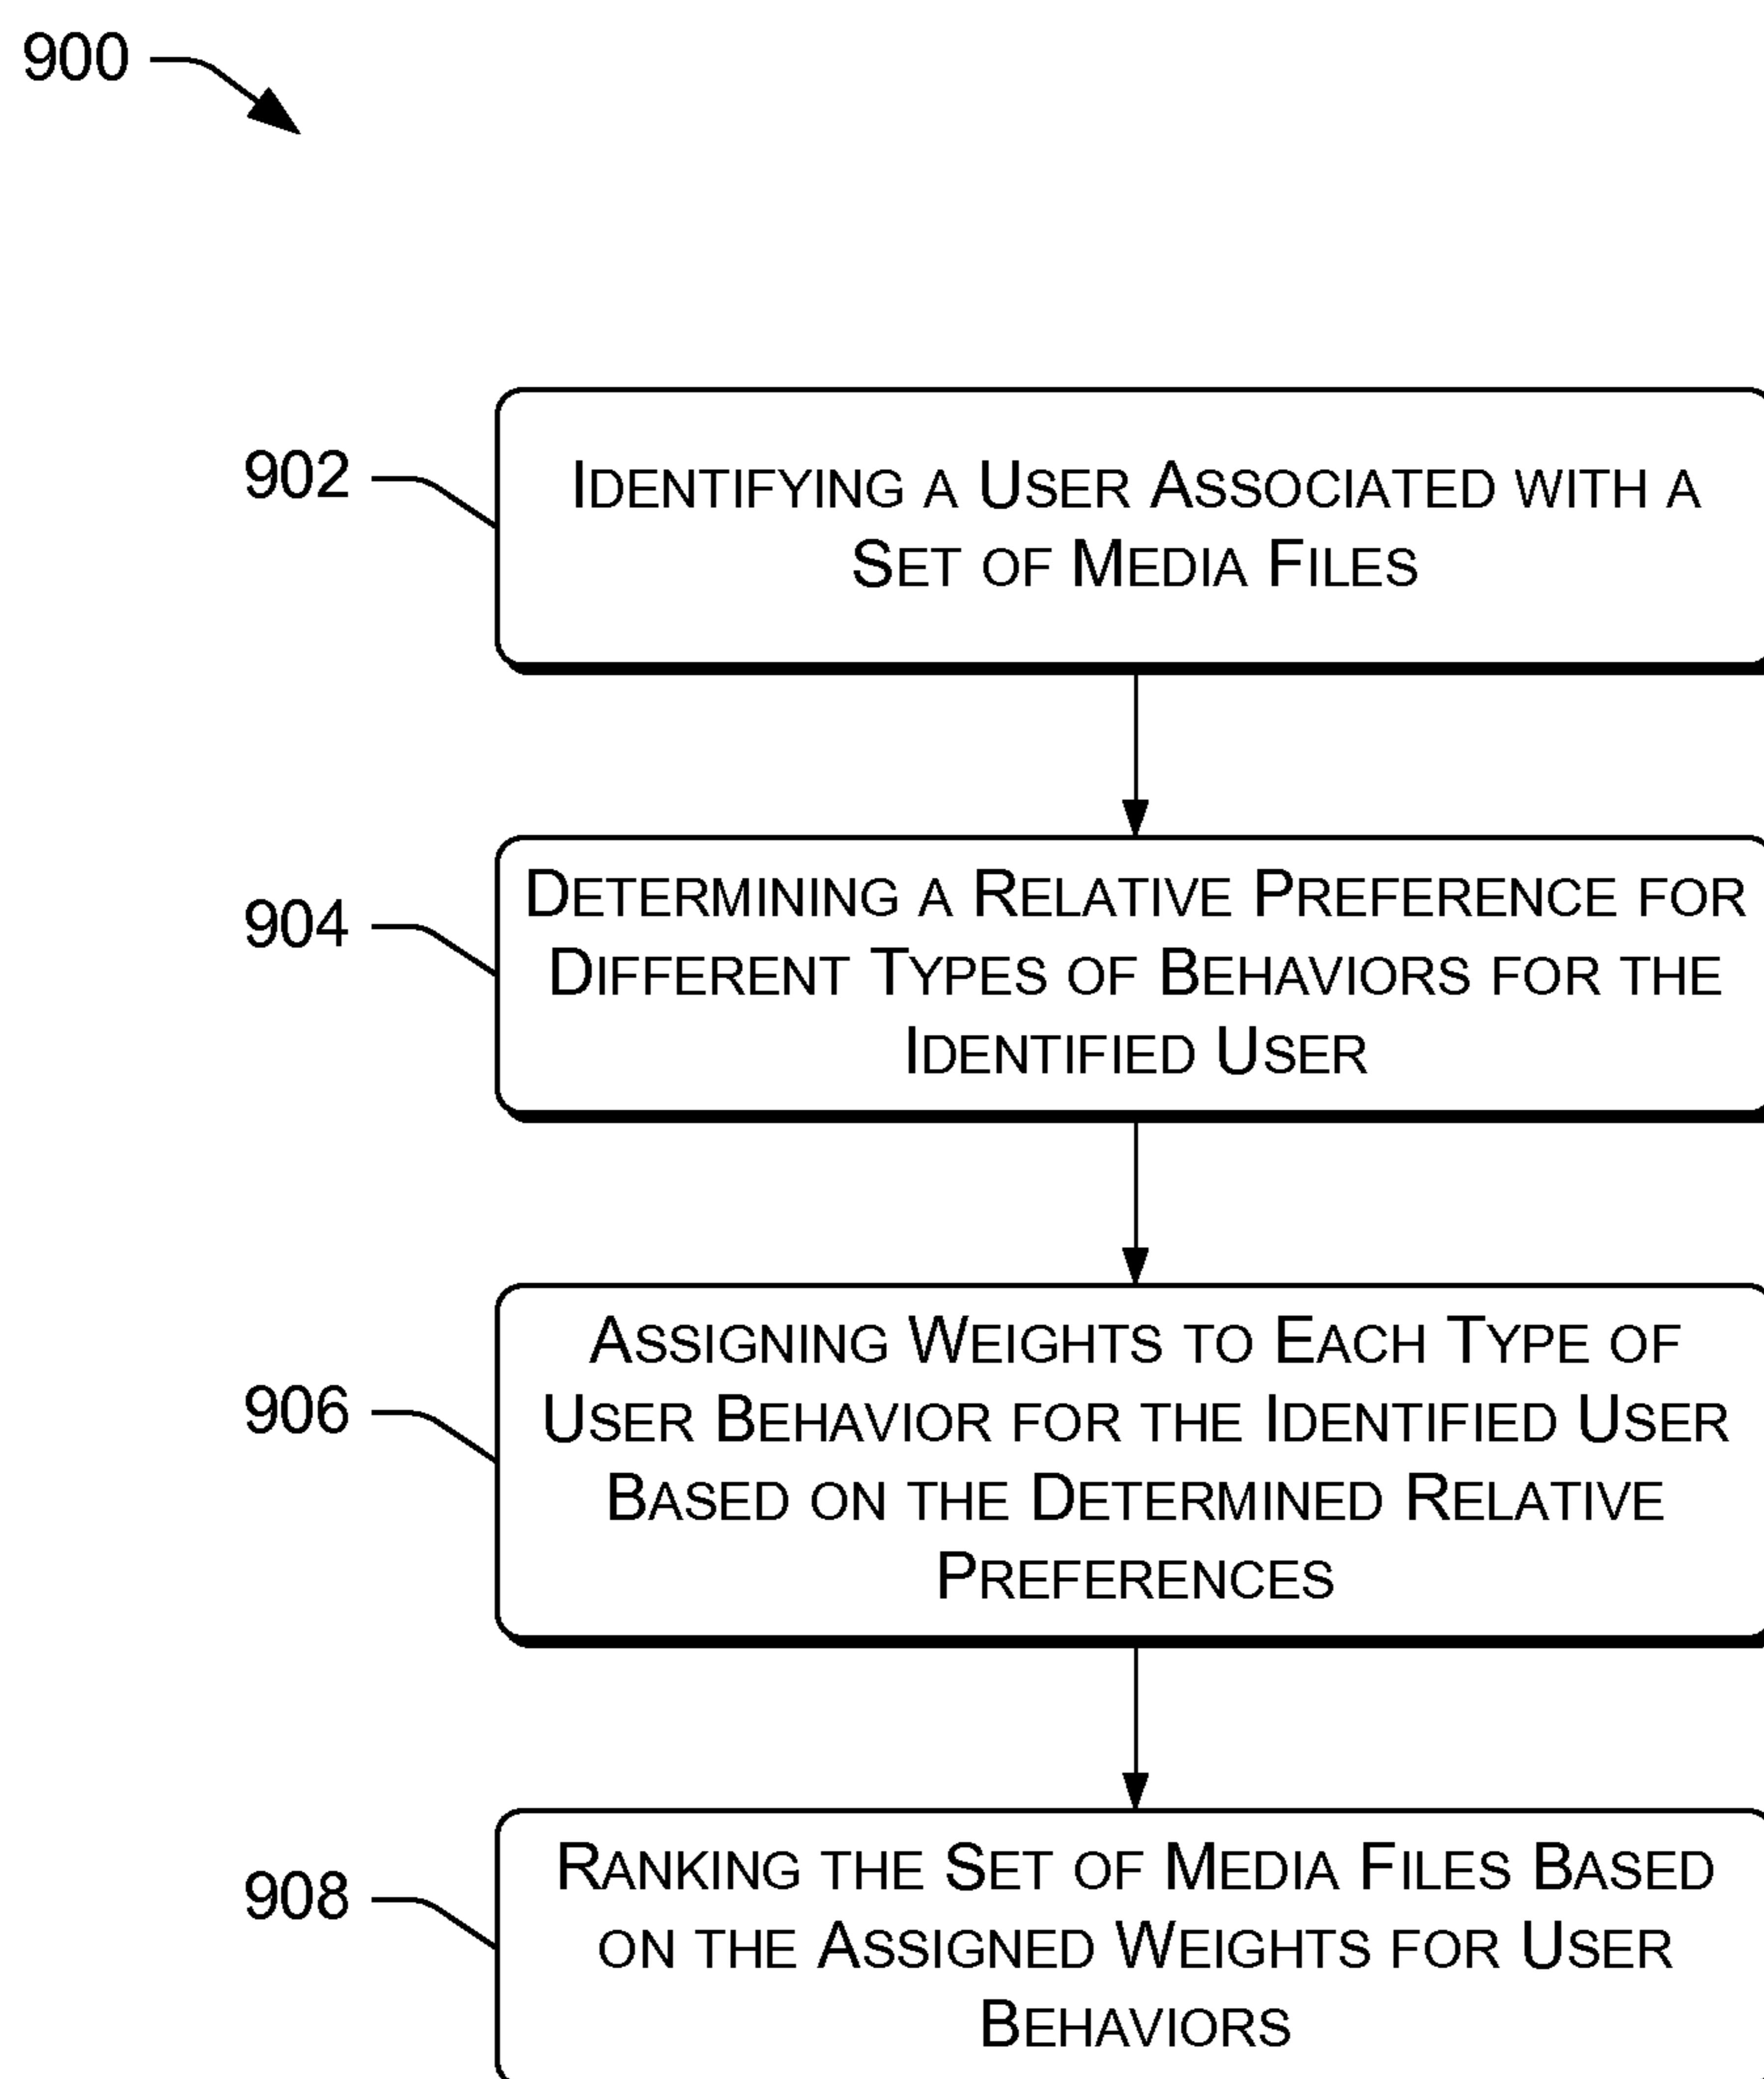 900
902
IDENTIFYING A USER ASSOCIATED WITH A
SET OF MEDIA FILES
904
DETERMINING A RELATIVE PREFERENCE FOR
DIFFERENT TYPES OF BEHAVIORS FOR THE
IDENTIFIED USER
906
ASSIGNING WEIGHTS TO EACH TYPE OF
USER BEHAVIOR FOR THE IDENTIFIED USER
BASED ON THE DETERMINED RELATIVE
PREFERENCES
908
RANKING THE SET OF MEDIA FILES BASED
ON THE ASSIGNED WEIGHTS FOR USER
BEHAVIORS